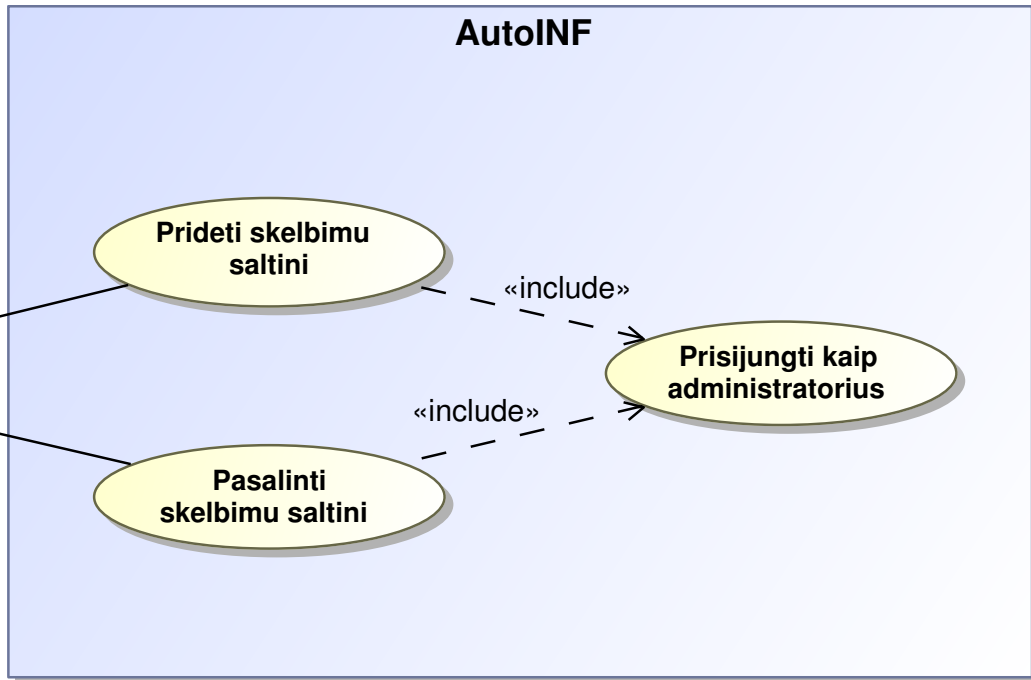 AutoINF
Prideti skelbimu
saltini
«include»
Prisijungti kaip
administratorius
«include»
Pasalinti
skelbimu saltini